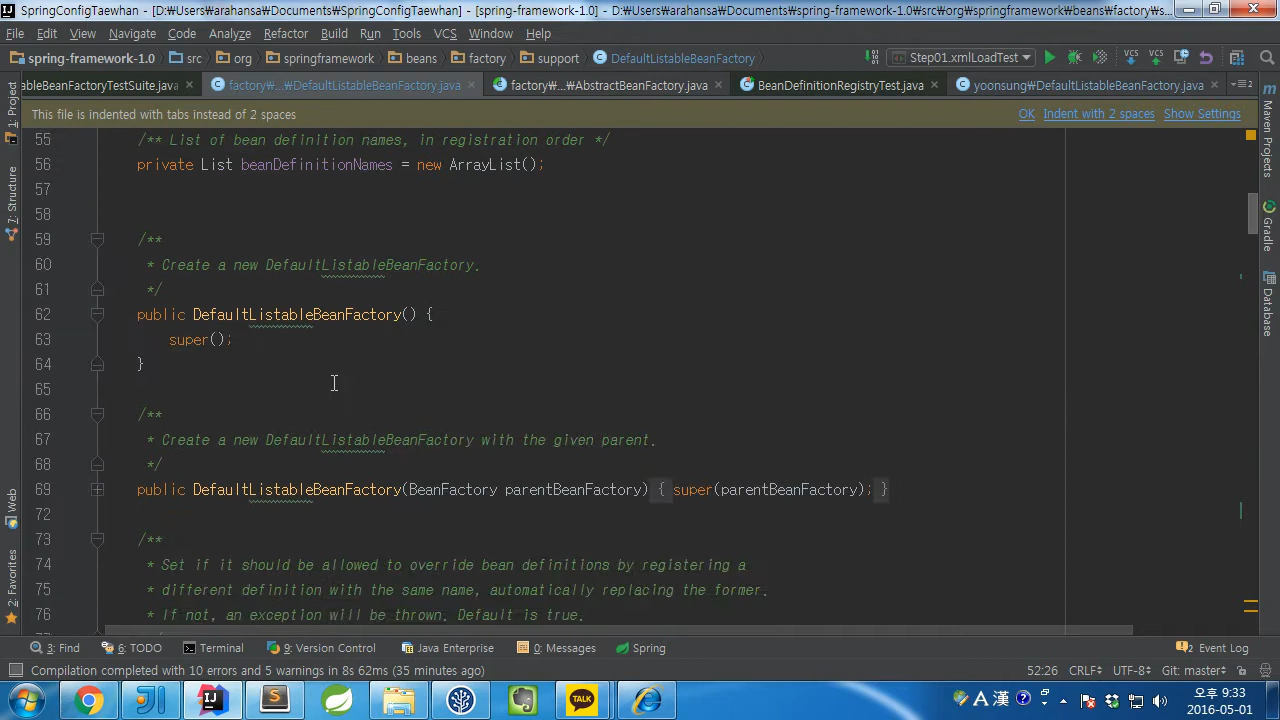 SpringConfigTaewhan - [D:₩Users₩arahansa₩Documents₩SpringConfigTaewhan] - [spring-framework-1.0] - D:₩Users₩arahansa₩Documents₩spring-framework-1.0₩src₩org₩springframework₩beans₩factory₩s...
File Edit View Navigate Code Analyze Refactor Build Run Tools VCS Window Help
spring-framework-1.0 src org springframework beans factory support DefaultListableBeanFactory Step01.xmlLoadTest VCS VCS
ableBeanFactoryTestSuite.java factory₩...₩DefaultListableBeanFactory.java factory₩...₩AbstractBeanFactory.java BeanDefinitionRegistryTest.java yoonsung₩DefaultListableBeanFactory.java
This file is indented with tabs instead of 2 spaces OK Indent with 2 spaces Show Settings
1: Project
7: Structure
Web
2: Favorites
55 /** List of bean definition names, in registration order */
56 private List beanDefinitionNames = new ArrayList();
57
58
59 /**
60 * Create a new DefaultListableBeanFactory.
61 */
62 public DefaultListableBeanFactory() {
63 super();
64 }
65
66 /**
67 * Create a new DefaultListableBeanFactory with the given parent.
68 */
69 public DefaultListableBeanFactory(BeanFactory parentBeanFactory) { super(parentBeanFactory); }
72
73 /**
74 * Set if it should be allowed to override bean definitions by registering a
75 * different definition with the same name, automatically replacing the former.
76 * If not, an exception will be thrown. Default is true.
Maven Projects
Gradle
Database
3: Find 6: TODO Terminal 9: Version Control Java Enterprise 0: Messages Spring Event Log
Compilation completed with 10 errors and 5 warnings in 8s 62ms (35 minutes ago) 52:26 CRLF UTF-8 Git: master
TALK A 漢 오후 9:33
2016-05-01